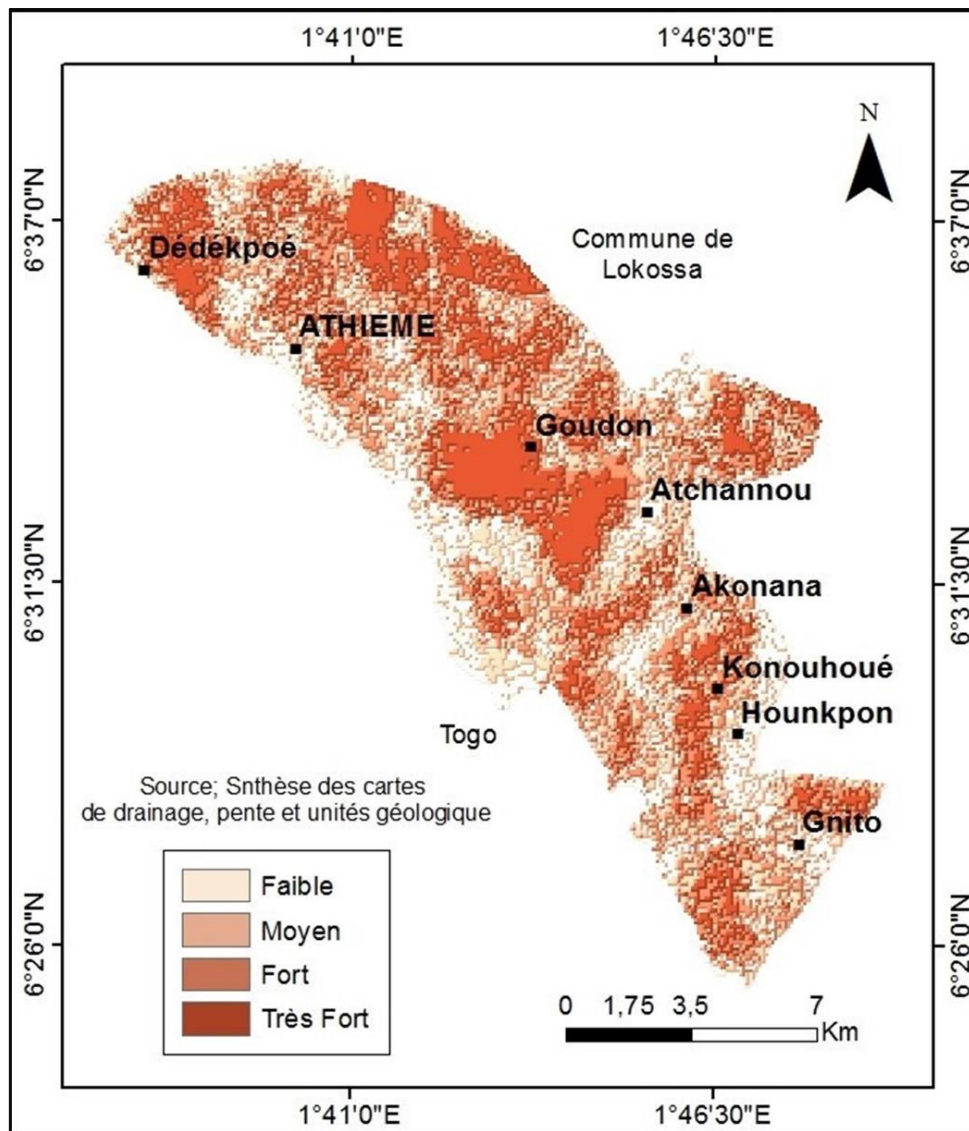 1°41'0"E
1°46'30"E
N
6°37'0"N
6°37'0"N
Commune de
Lokossa
Dédékpoé
ATHIEME
Goudon
Atchannou
6°31'30"N
6°31'30"N
Akonana
Konouhoué
Hounkpon
Togo
Source; Snthèse des cartes
de drainage, pente et unités géologique
Gnito
Faible
Moyen
Fort
Très Fort
6°26'0"N
6°26'0"N
0 1,75 3,5 7
Km
1°41'0"E
1°46'30"E